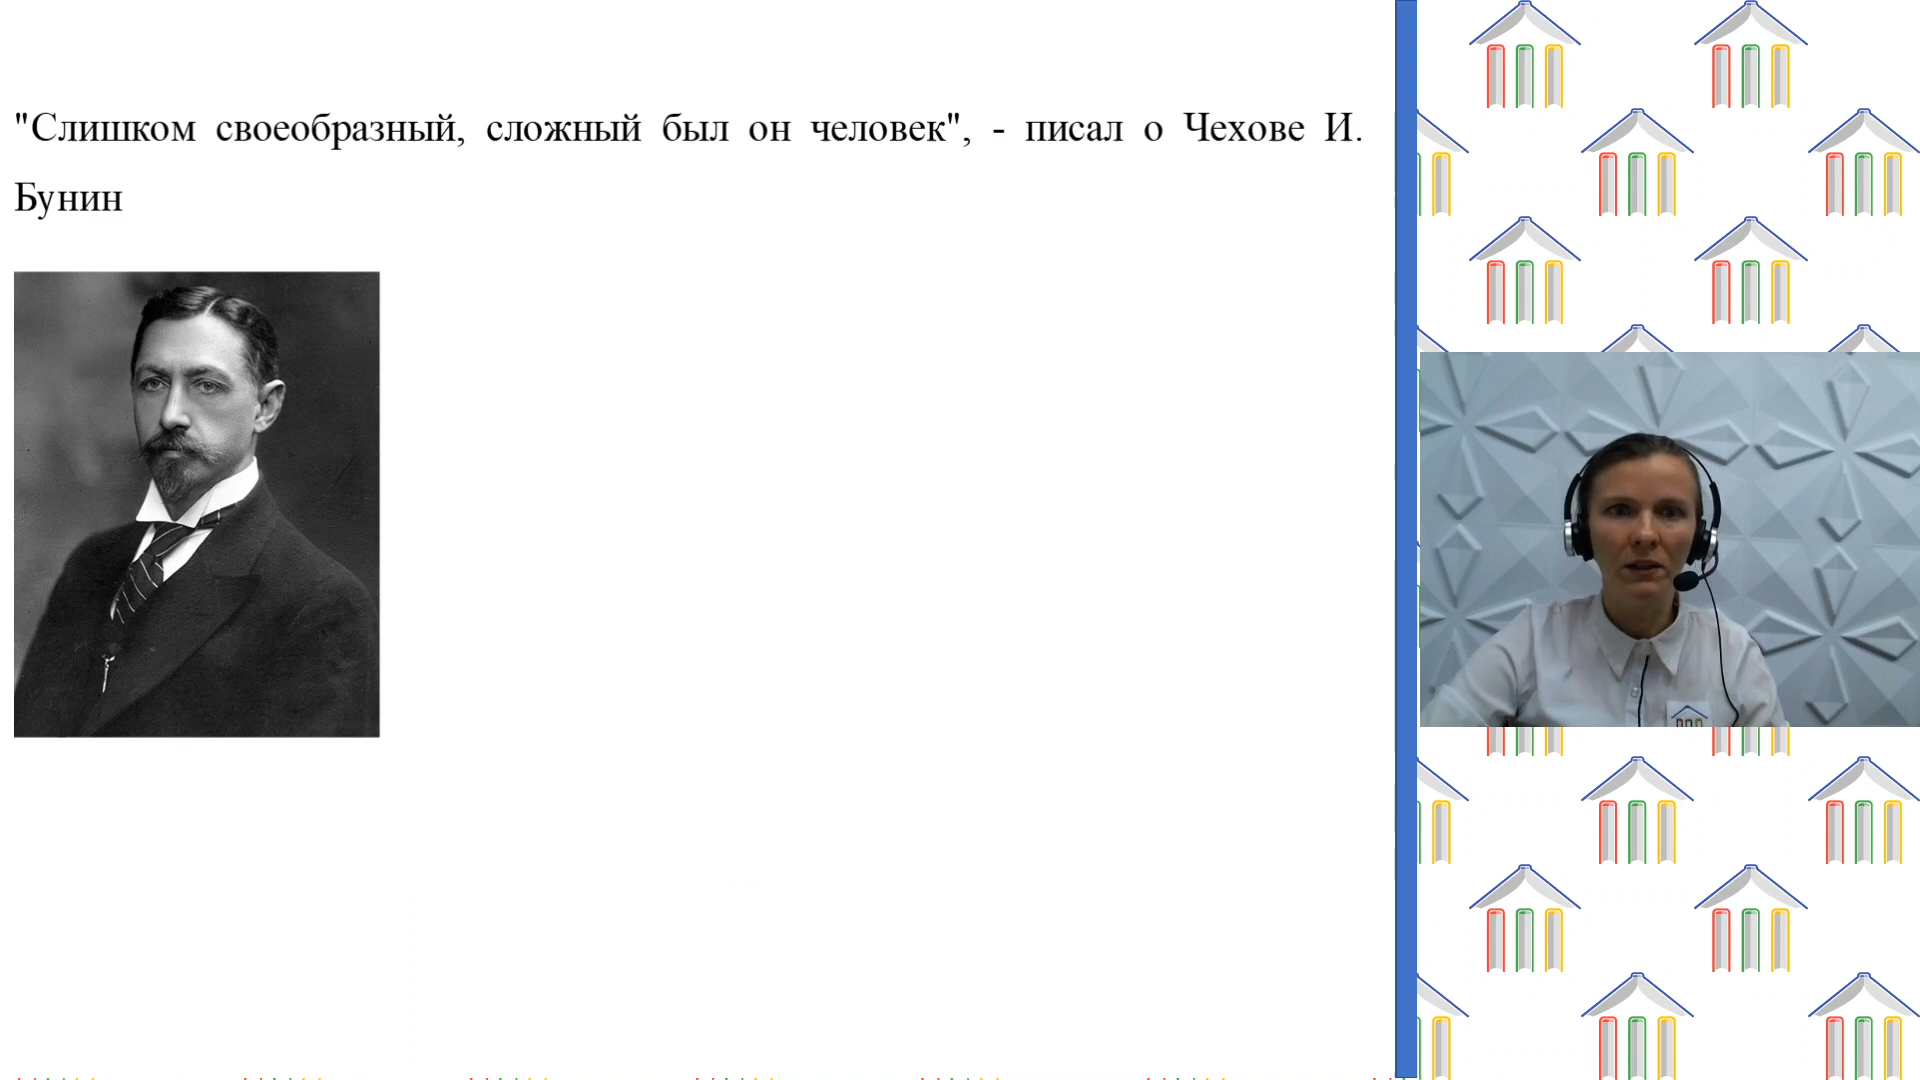 "Слишком своеобразный, сложный был он человек", - писал о Чехове И.
Бунин